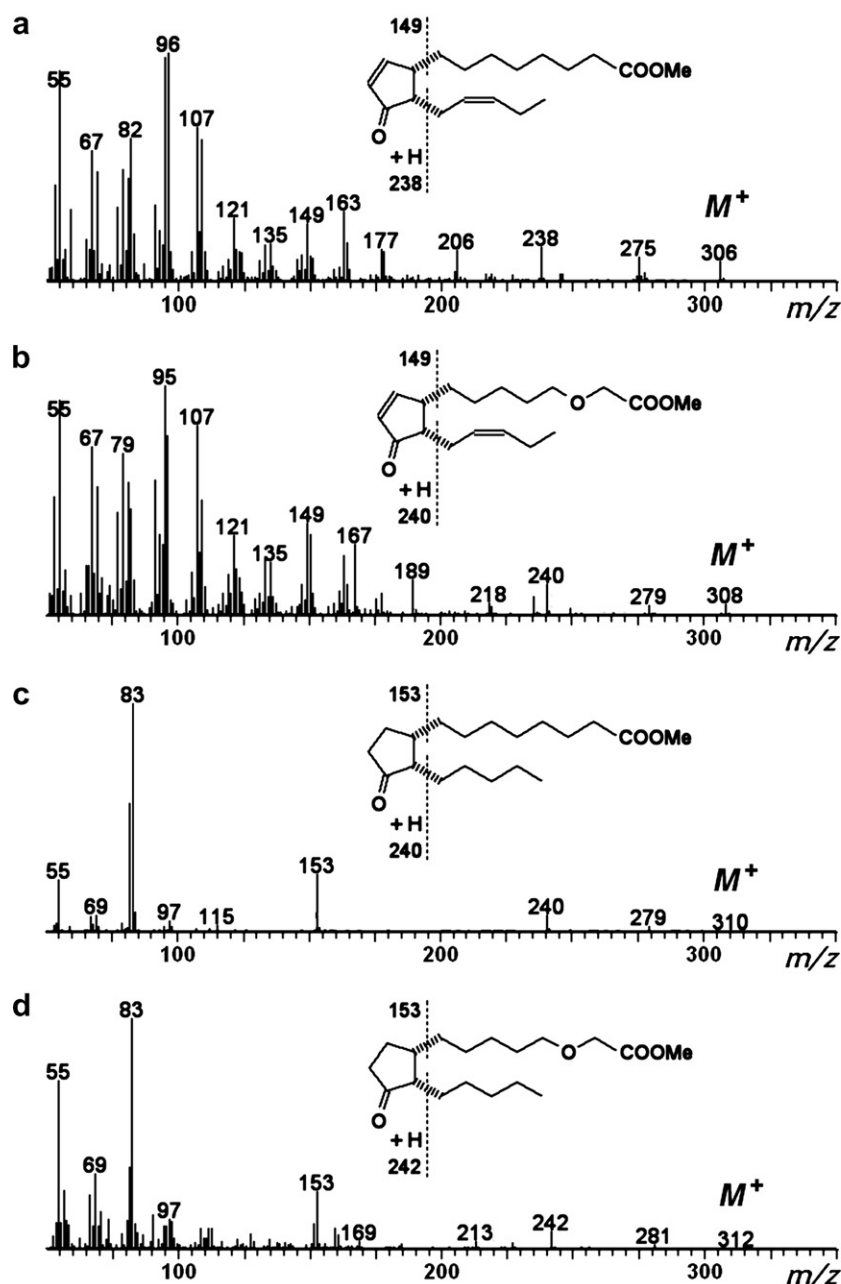 a
149
COOMe
O
+ H
238
55
67
82
96
107
121
135
149
163
177
206
238
275
306
M+
100
200
300
m/z
b
149
O
COOMe
O
+ H
240
55
67
79
95
107
121
135
149
167
189
218
240
279
308
M+
100
200
300
m/z
c
153
COOMe
O
+ H
240
55
69
83
97
115
153
240
279
310
M+
100
200
300
m/z
d
153
O
COOMe
O
+ H
242
55
69
83
97
153
169
213
242
281
312
M+
100
200
300
m/z